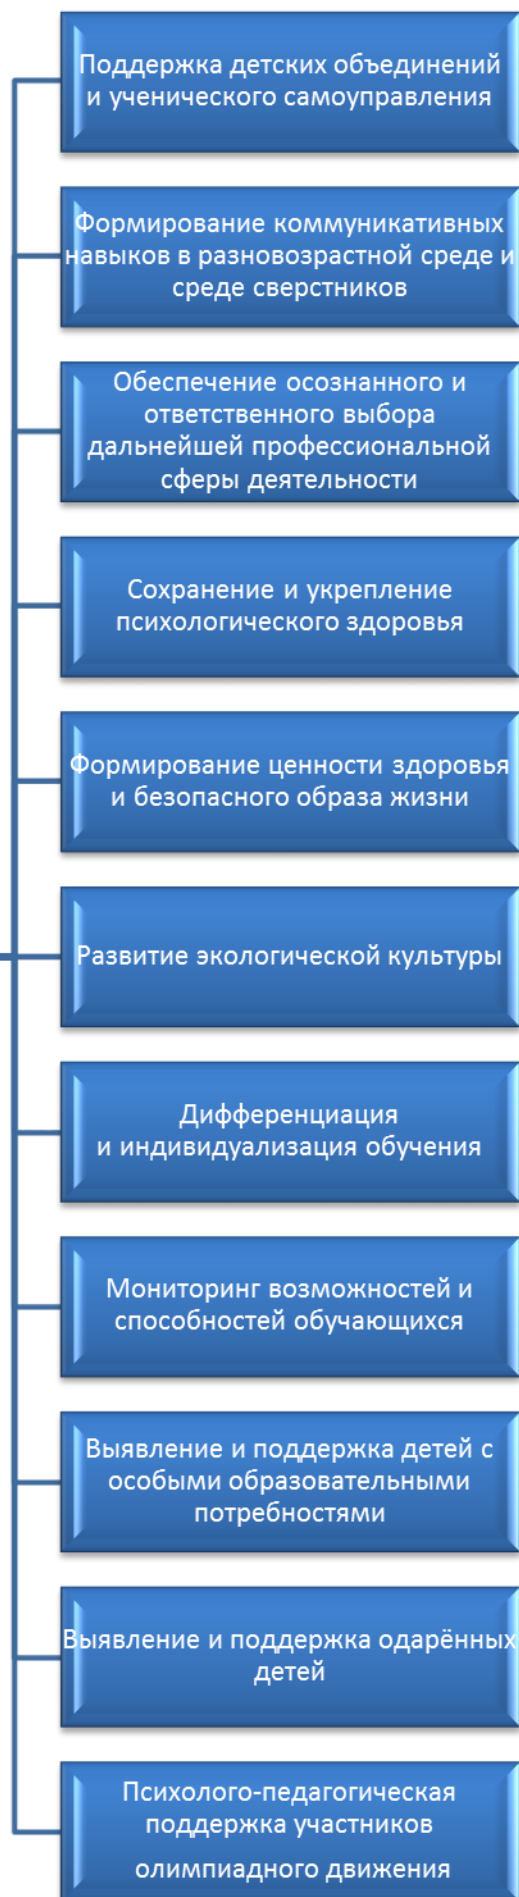 Поддержка детских объединений
и ученического самоуправления
Формирование коммуникативных
навыков в разновозрастной среде и
среде сверстников
Обеспечение осознанного и
ответственного выбора
дальнейшей профессиональной
сферы деятельности
Сохранение и укрепление
психологического здоровья
Формирование ценности здоровья
и безопасного образа жизни
Развитие экологической культуры
Дифференциация
и индивидуализация обучения
Мониторинг возможностей и
способностей обучающихся
Выявление и поддержка детей с
особыми образовательными
потребностями
Выявление и поддержка одарённых
детей
Психолого-педагогическая
поддержка участников
олимпиадного движения